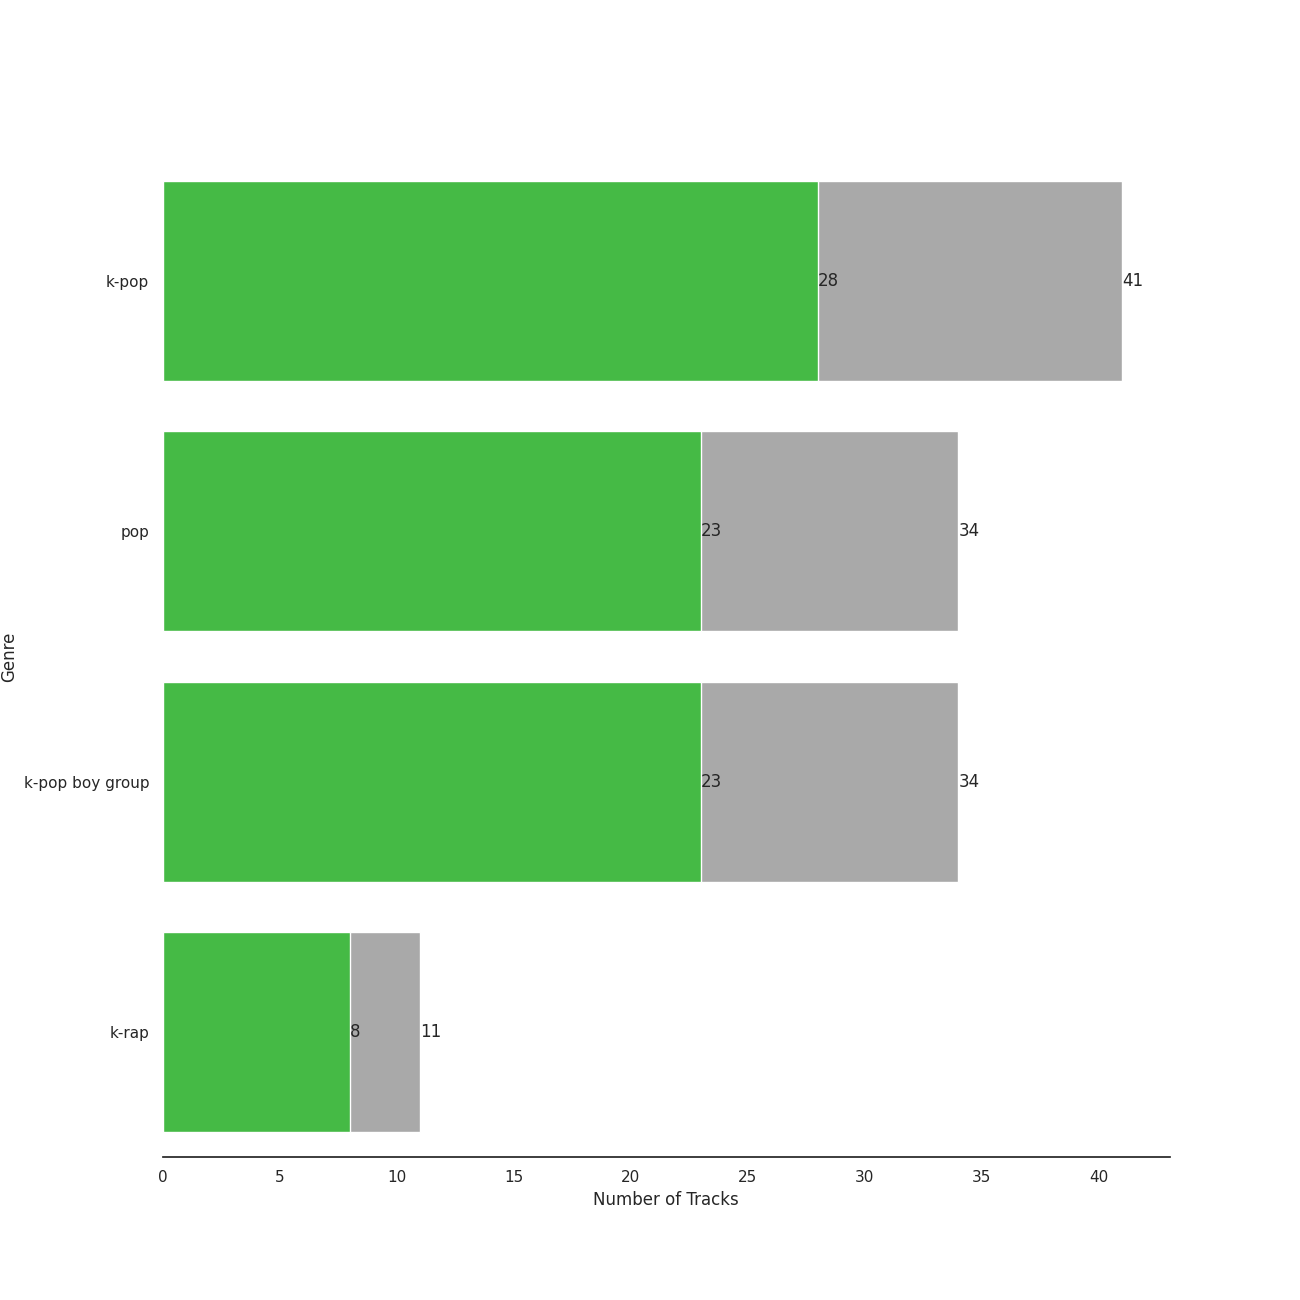 k-pop 28 41
pop 23 34
k-pop boy group 23 34
k-rap 8 11
0 5 10 15 20 25 30 35 40
Number of Tracks
Genre